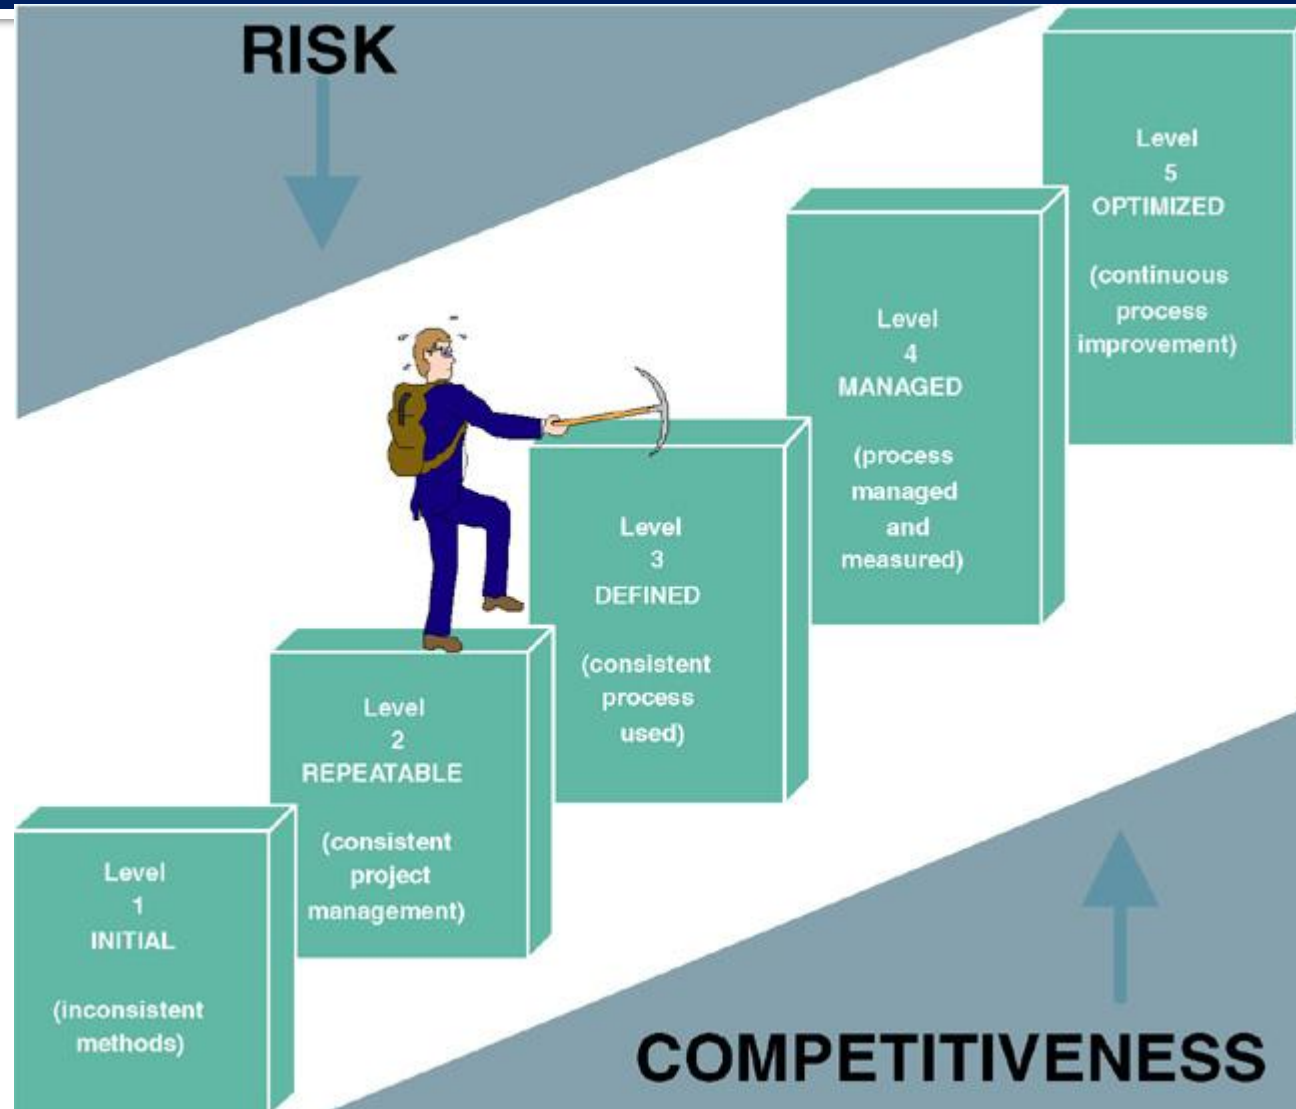 RISK
Level
5
OPTIMIZED
(continuous
process
improvement)
Level
4
MANAGED
(process
managed
and
measured)
Level
3
DEFINED
(consistent
process
used)
Level
2
REPEATABLE
(consistent
project
management)
Level
1
INITIAL
(inconsistent
methods)
COMPETITIVENESS